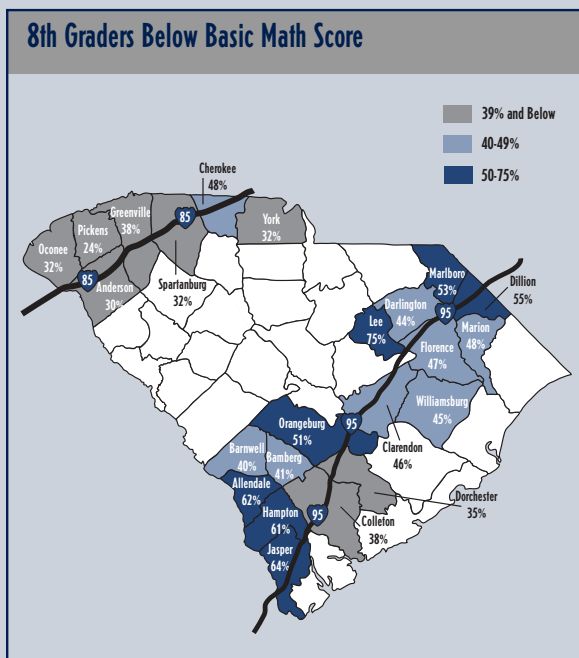 8th Graders Below Basic Math Score
39% and Below
40-49%
50-75%
Cherokee
48%
Greenville
38%
85
York
32%
Pickens
24%
Oconee
32%
85
Anderson
30%
Spartanburg
32%
Marlboro
53%
Dillion
55%
Darlington
44%
95
Lee
75%
Marion
48%
Florence
47%
Williamsburg
45%
Orangeburg
51%
95
Clarendon
46%
Barnwell
40%
Bamberg
41%
Allendale
62%
Dorchester
35%
Hampton
61%
95
Colleton
38%
Jasper
64%